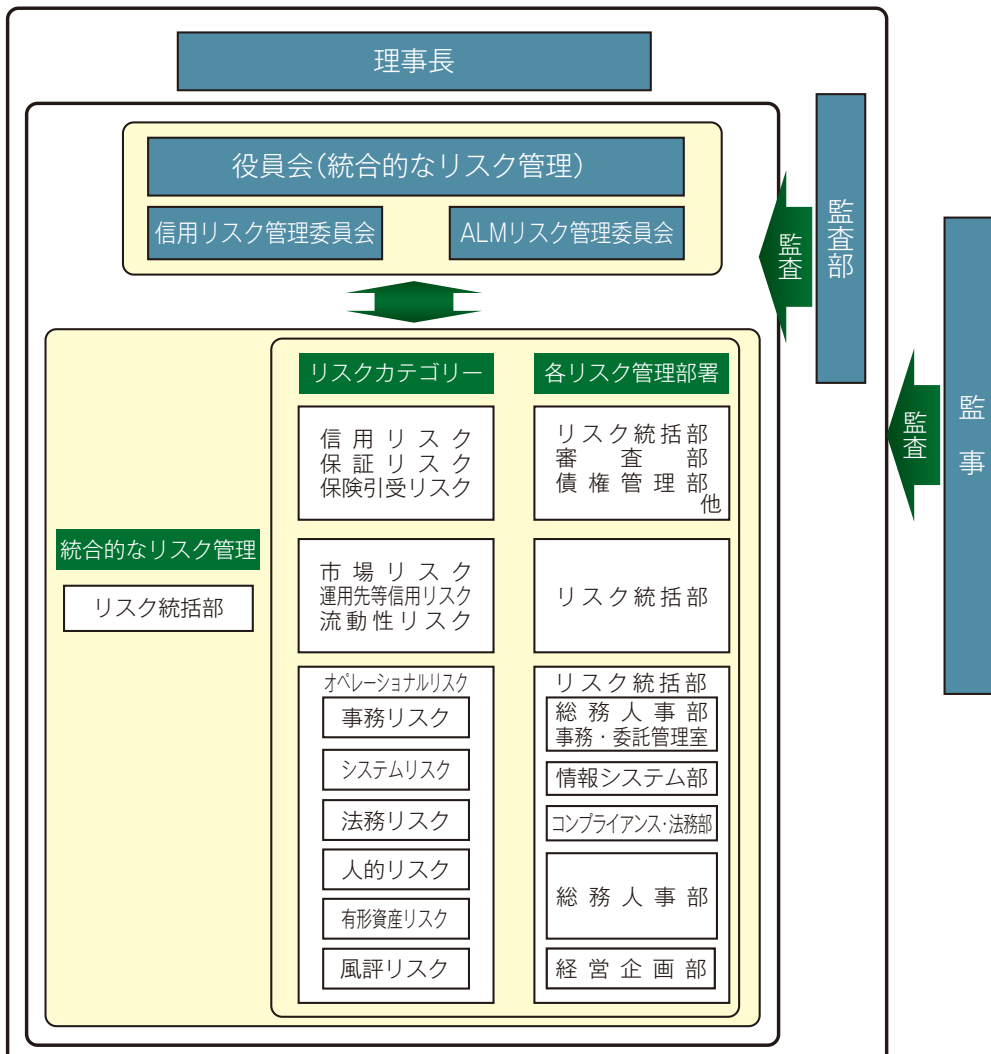 理事長
役員会(統合的なリスク管理)
信用リスク管理委員会
ALMリスク管理委員会
監査
監査部
監査
監事
統合的なリスク管理
リスク統括部
リスクカテゴリー
各リスク管理部署
信用リスク
保証リスク
保険引受リスク
リスク統括部
審査部
債権管理部
他
市場リスク
運用先等信用リスク
流動性リスク
リスク統括部
オペレーショナルリスク
リスク統括部
事務リスク
総務人事部
事務・委託管理室
システムリスク
情報システム部
法務リスク
コンプライアンス・法務部
人的リスク
有形資産リスク
総務人事部
風評リスク
経営企画部